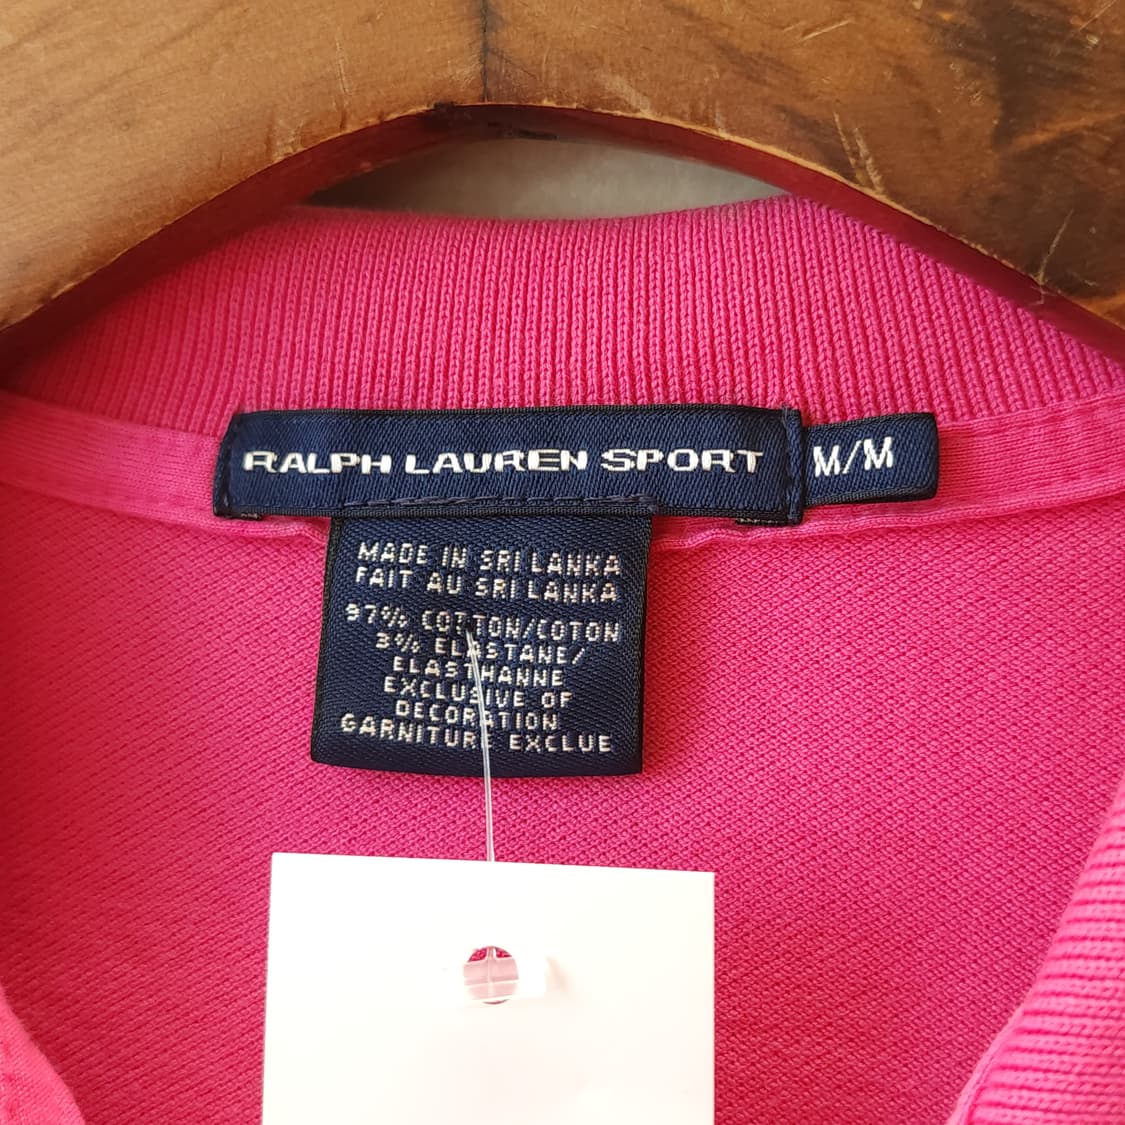 RALPH LAUREN SPORT
M/M
MADE IN SRI LANKA
FAIT AU SRI LANKA
97% COTTON/COTON
3% ELASTANE/
ELASTHANNE
EXCLUSIVE OF
DECORATION
GARNITURE EXCLUE